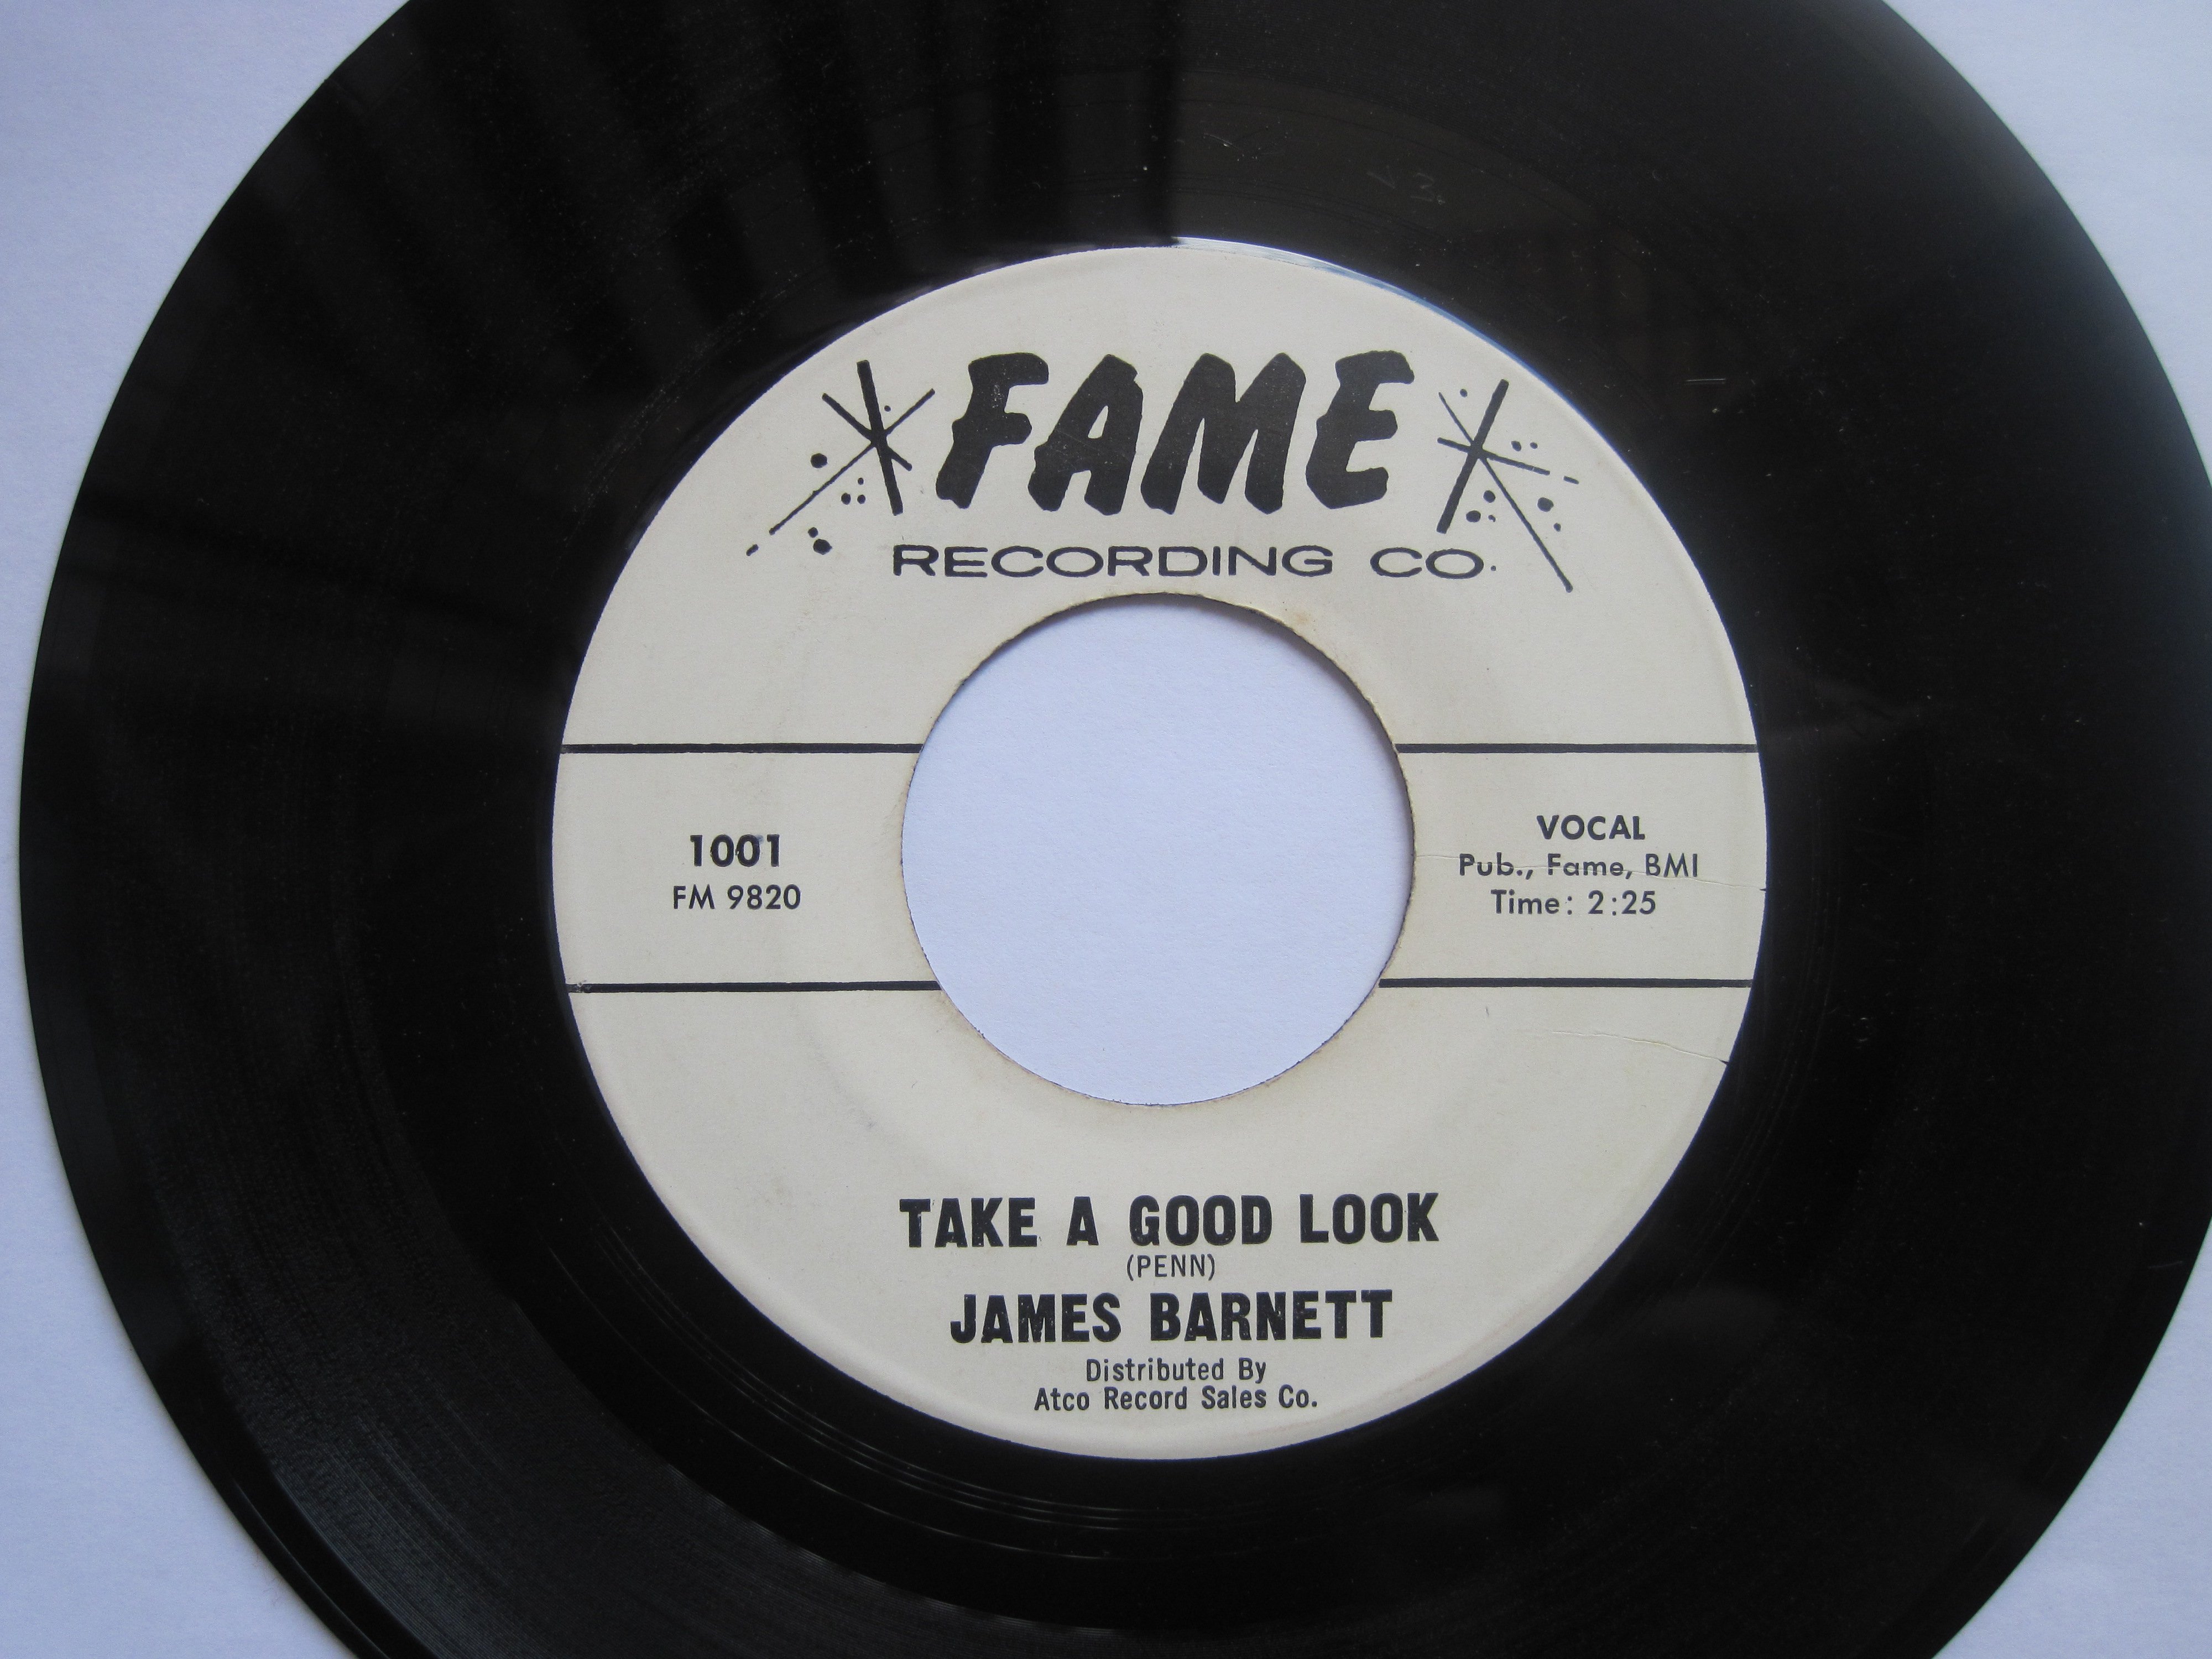 FAME
RECORDING CO.
1001
FM 9820
VOCAL
Pub., Fame, BMI
Time: 2:25
TAKE A GOOD LOOK
(PENN)
JAMES BARNETT
Distributed By
Atco Record Sales Co.